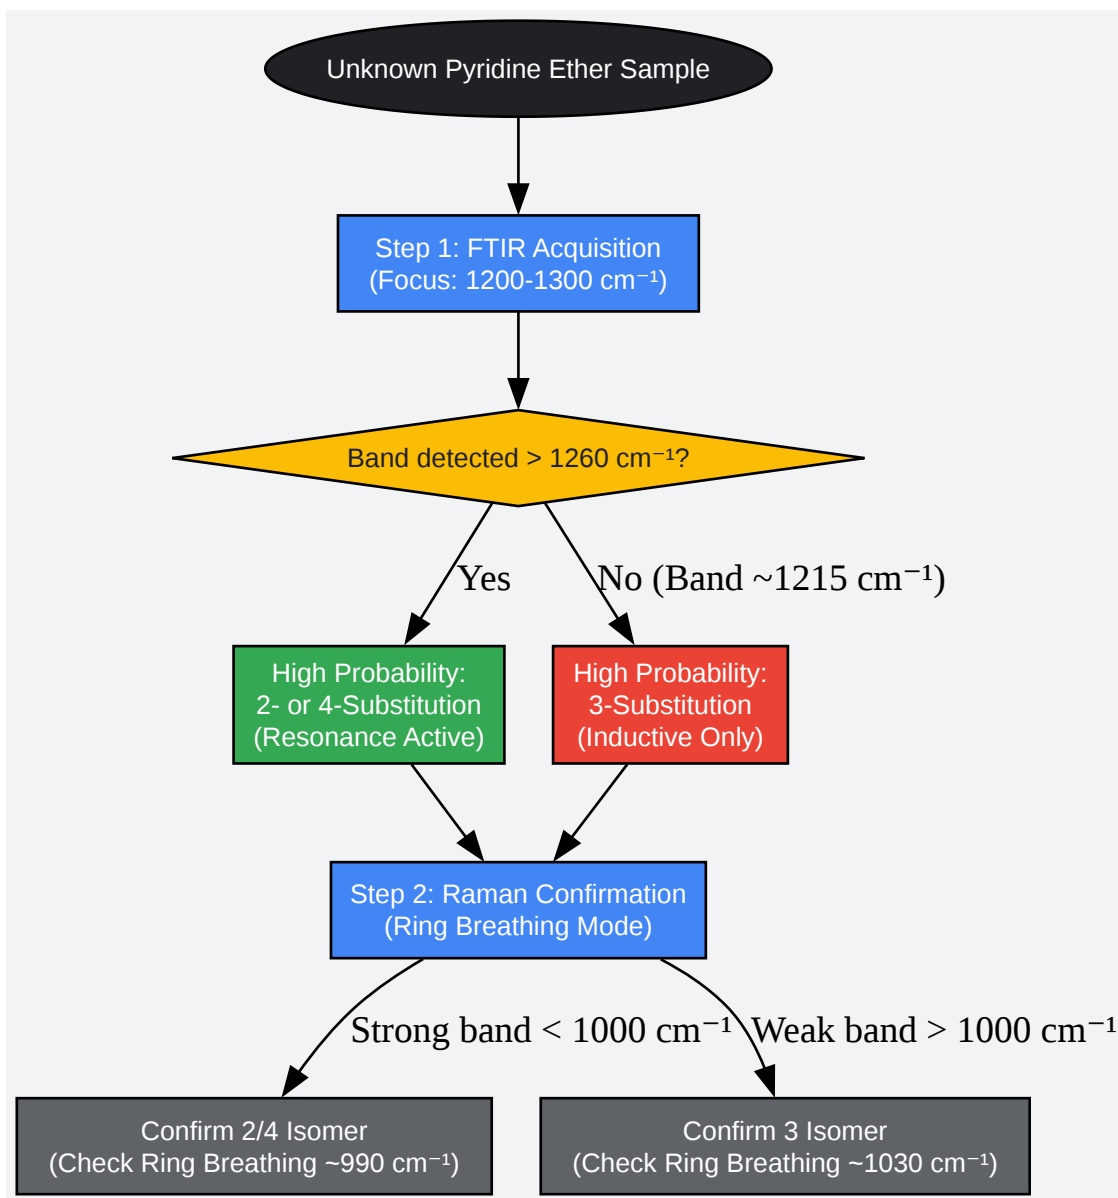 Unknown Pyridine Ether Sample
Step 1: FTIR Acquisition
(Focus: 1200-1300 cm⁻¹)
Band detected > 1260 cm⁻¹?
Yes
No (Band ~1215 cm⁻¹)
High Probability:
2- or 4-Substitution
(Resonance Active)
High Probability:
3-Substitution
(Inductive Only)
Step 2: Raman Confirmation
(Ring Breathing Mode)
Strong band < 1000 cm⁻¹
Weak band > 1000 cm⁻¹
Confirm 2/4 Isomer
(Check Ring Breathing ~990 cm⁻¹)
Confirm 3 Isomer
(Check Ring Breathing ~1030 cm⁻¹)